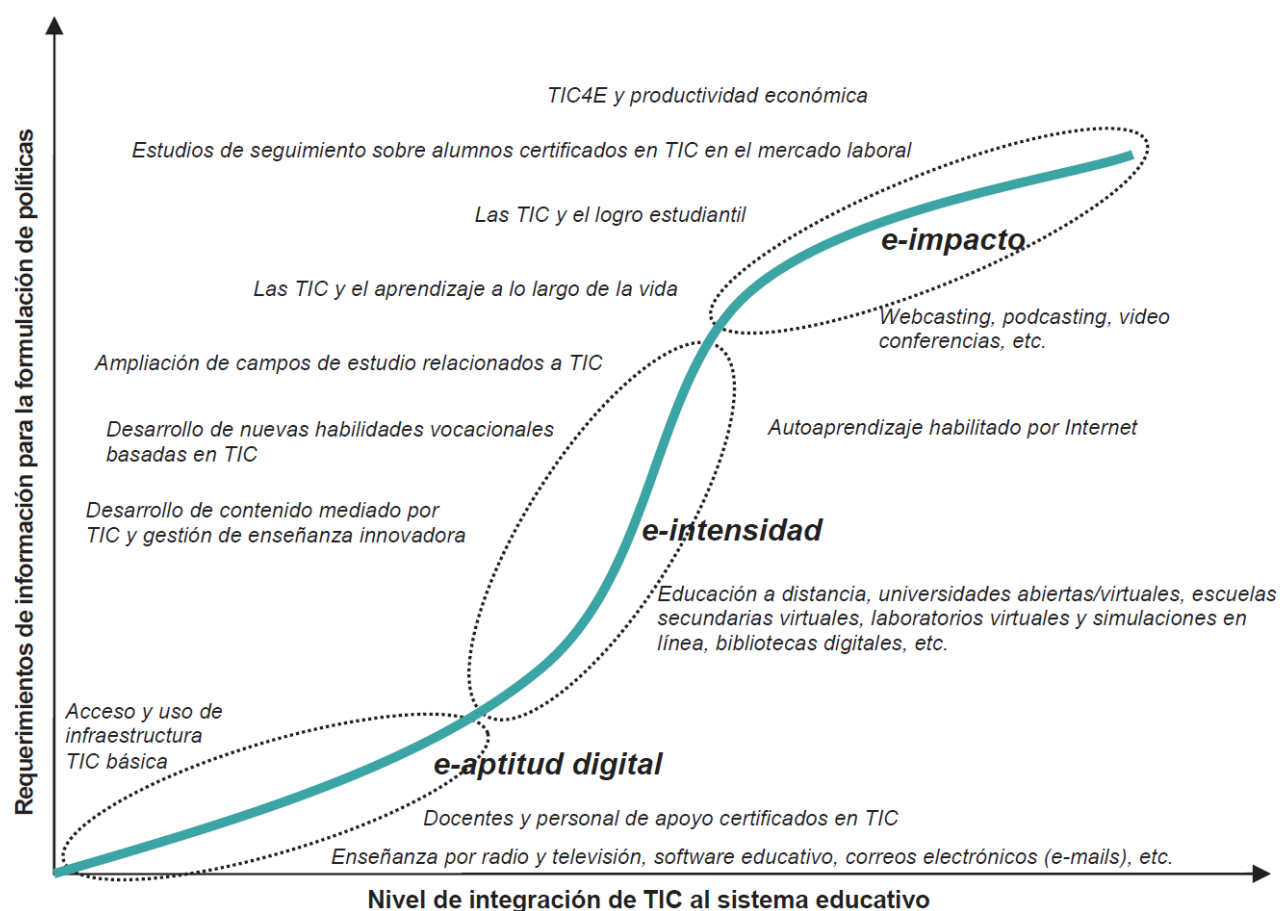 Requerimientos de información para la formulación de políticas
TIC4E y productividad económica
Estudios de seguimiento sobre alumnos certificados en TIC en el mercado laboral
Las TIC y el logro estudiantil
e-impacto
Las TIC y el aprendizaje a lo largo de la vida
Webcasting, podcasting, video
conferencias, etc.
Ampliación de campos de estudio relacionados a TIC
Desarrollo de nuevas habilidades vocacionales
basadas en TIC
Autoaprendizaje habilitado por Internet
Desarrollo de contenido mediado por
TIC y gestión de enseñanza innovadora
e-intensidad
Educación a distancia, universidades abiertas/virtuales, escuelas
secundarias virtuales, laboratorios virtuales y simulaciones en
línea, bibliotecas digitales, etc.
Acceso y uso de
infraestructura
TIC básica
e-aptitud digital
Docentes y personal de apoyo certificados en TIC
Enseñanza por radio y televisión, software educativo, correos electrónicos (e-mails), etc.
Nivel de integración de TIC al sistema educativo